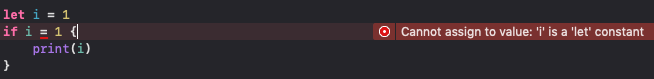 let i = 1
if i = 1 { Cannot assign to value: 'i' is a 'let' constant
    print(i)
}